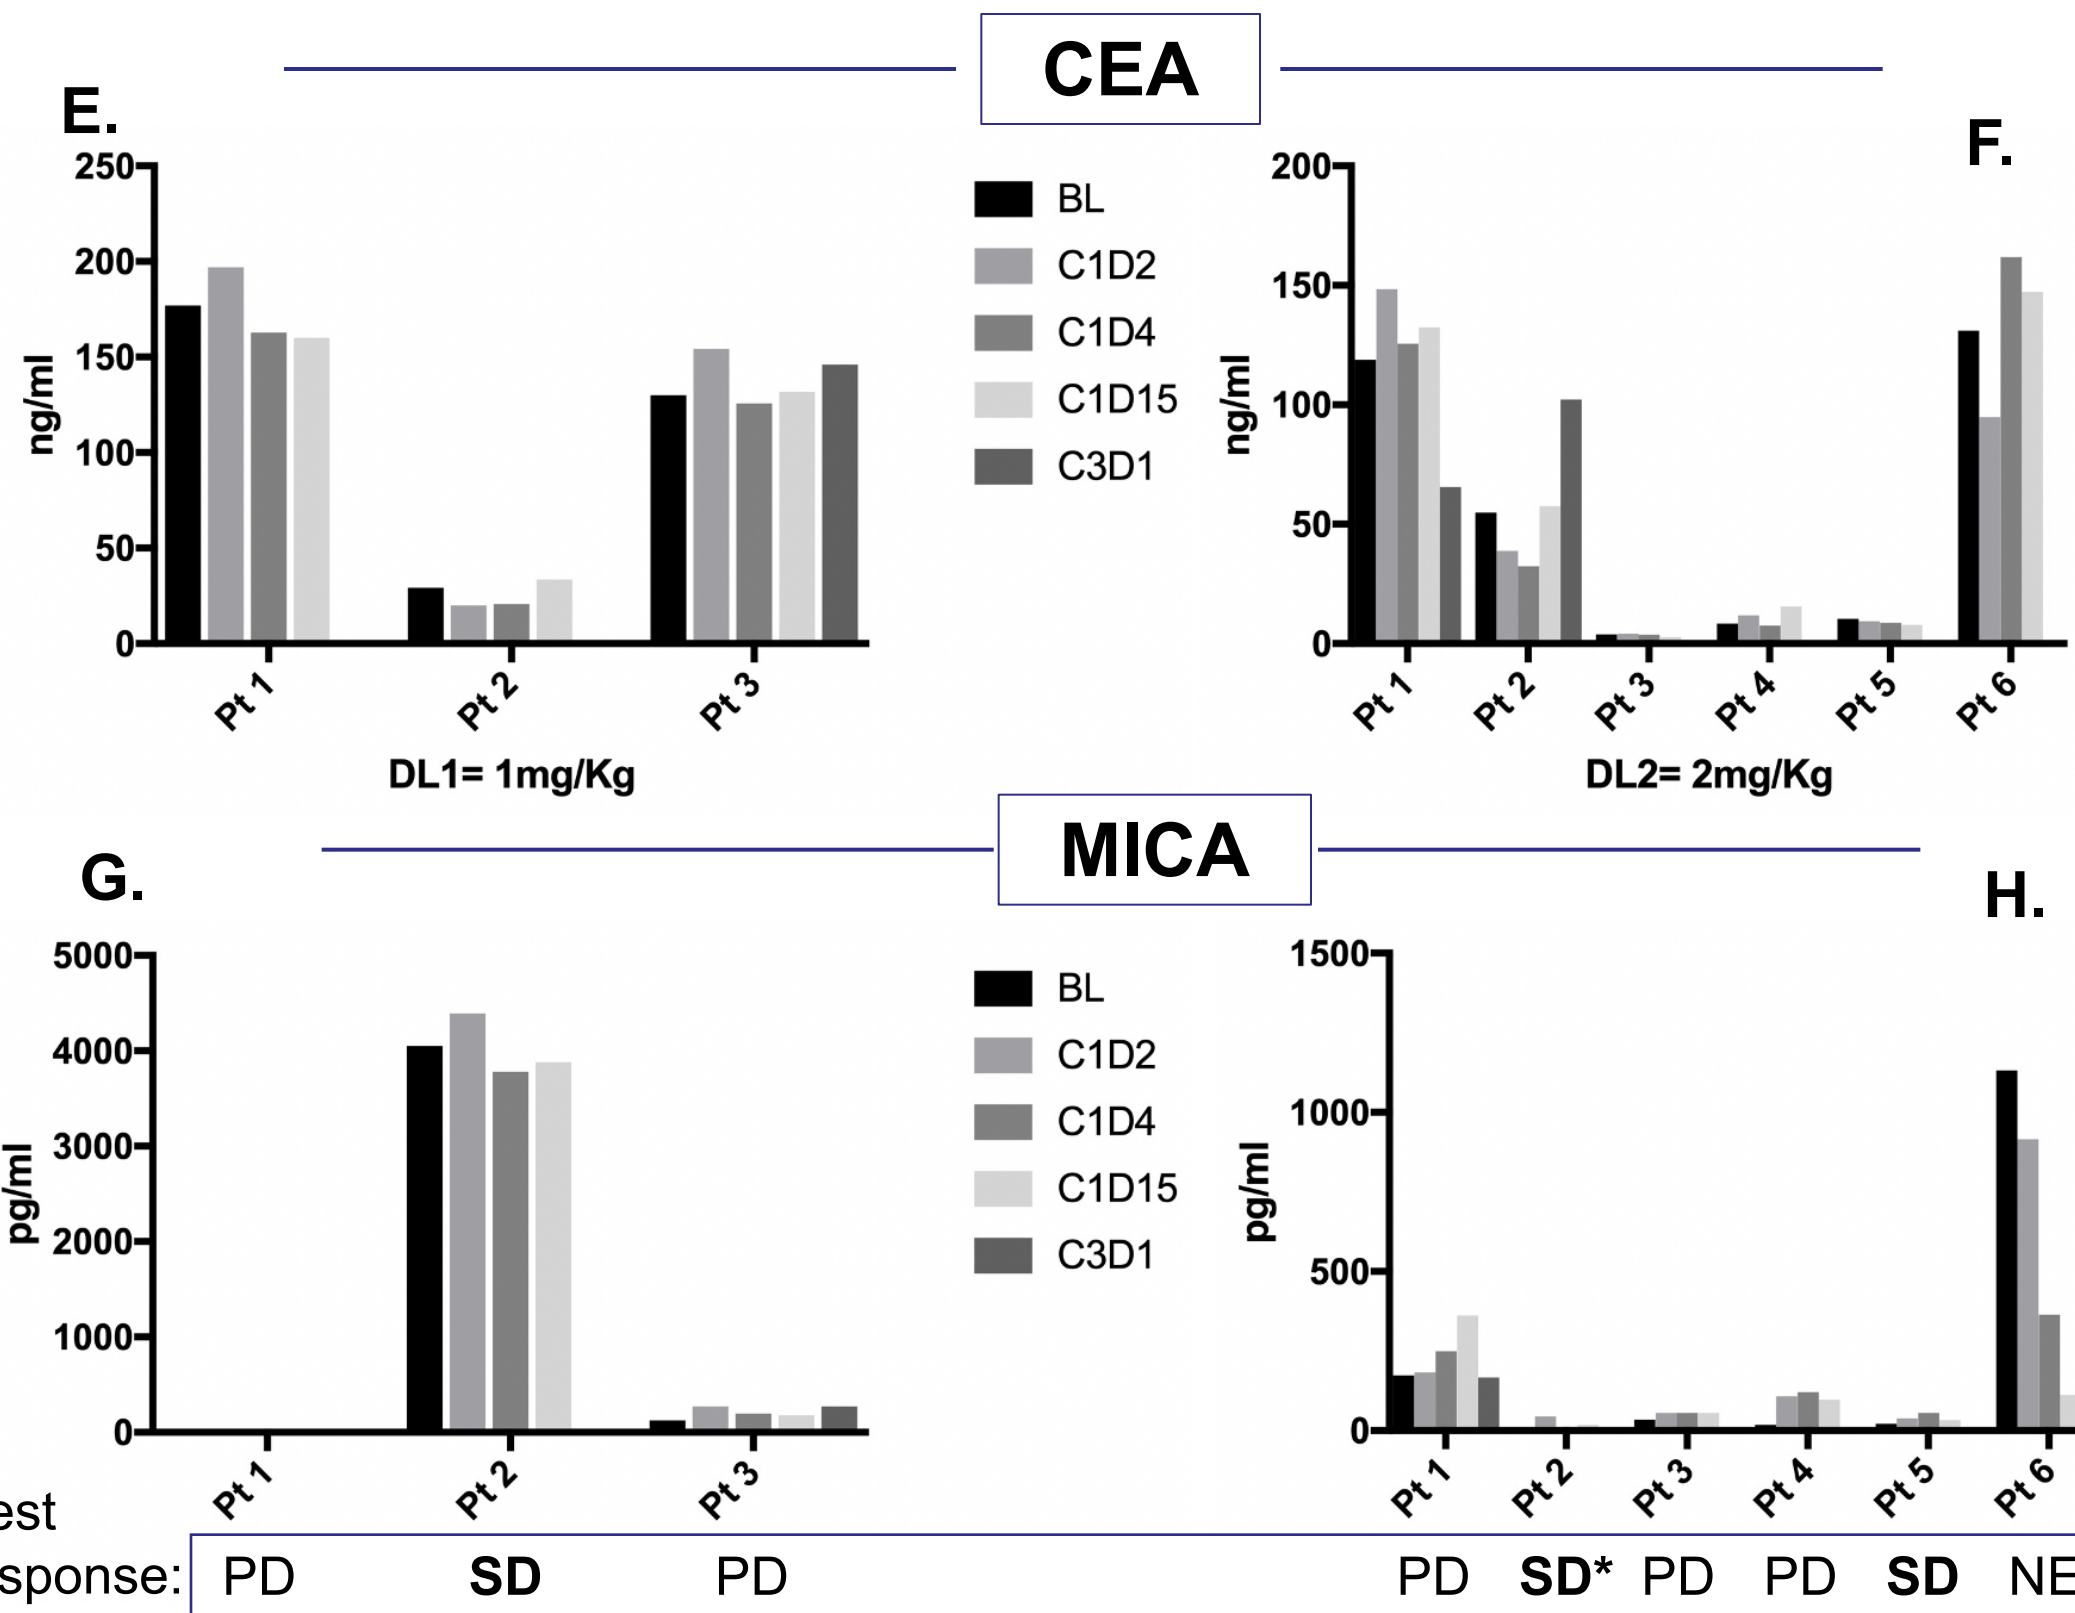 CEA
E.
250
200
150
100
50
0
ng/ml
Pt 1
Pt 2
Pt 3
DL1= 1mg/Kg
BL
C1D2
C1D4
C1D15
C3D1
F.
200
150
100
50
0
ng/ml
Pt 1
Pt 2
Pt 3
Pt 4
Pt 5
Pt 6
DL2= 2mg/Kg
MICA
G.
5000
4000
3000
2000
1000
0
pg/ml
Pt 1
Pt 2
Pt 3
BL
C1D2
C1D4
C1D15
C3D1
H.
1500
1000
500
0
pg/ml
Pt 1
Pt 2
Pt 3
Pt 4
Pt 5
Pt 6
est
sponse: PD SD PD PD SD* PD PD SD NE